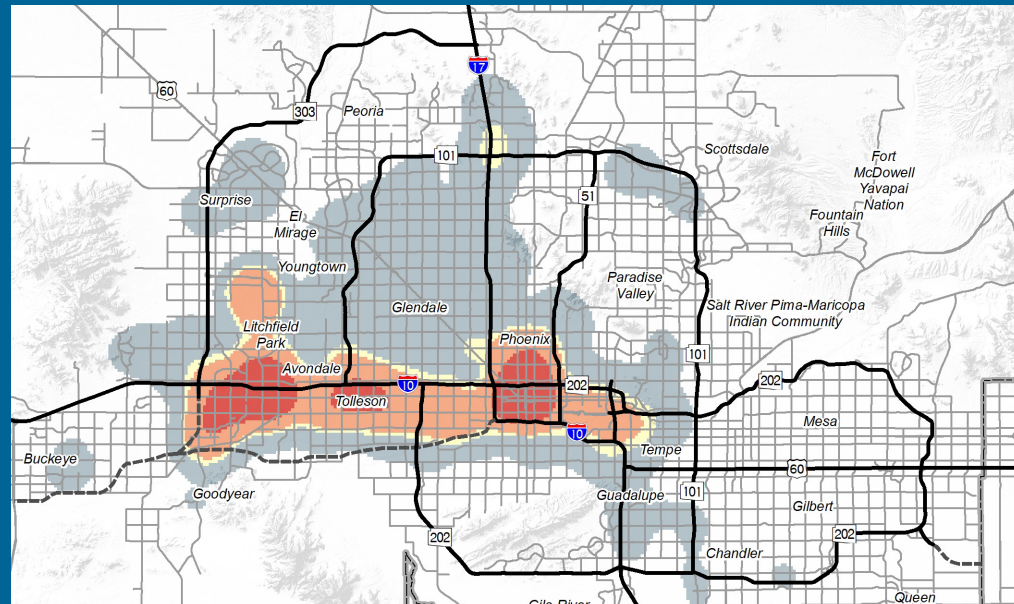 17
60
303
Peoria
101
Scottsdale
Fort
McDowell
Yavapai
Nation
51
Surprise
El
Mirage
Fountain
Hills
Youngtown
Paradise
Valley
Glendale
Salt River Pima-Maricopa
Indian Community
Litchfield
Park
Phoenix
101
Avondale
10
202
202
Tolleson
Mesa
10
Tempe
Buckeye
60
Goodyear
Guadalupe
101
Gilbert
202
202
Chandler
Queen
Gila River